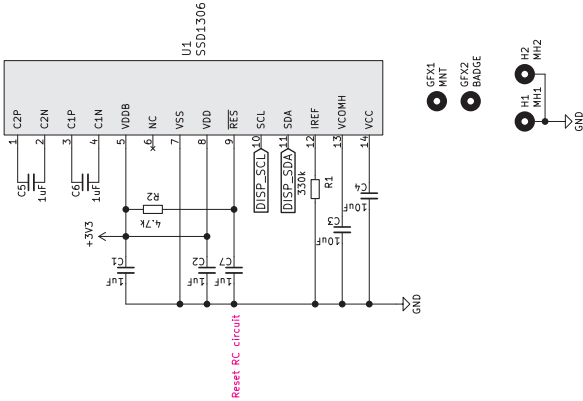 U1
SSD1306
C2P
C2N
C1P
C1N
VDDB
NC
VSS
VDD
RES
SCL
SDA
IREF
VCOMH
VCC
1
2
3
4
5
6
7
8
9
10
11
12
13
14
C5
1uF
C6
1uF
+3V3
R2
4.7k
C1
1uF
C2
1uF
C7
1uF
DISP_SCL
DISP_SDA
330k
R1
C3
10uF
C4
10uF
GND
Reset RC circuit
GFX1
MNT
GFX2
BADGE
H2
MH2
H1
MH1
GND